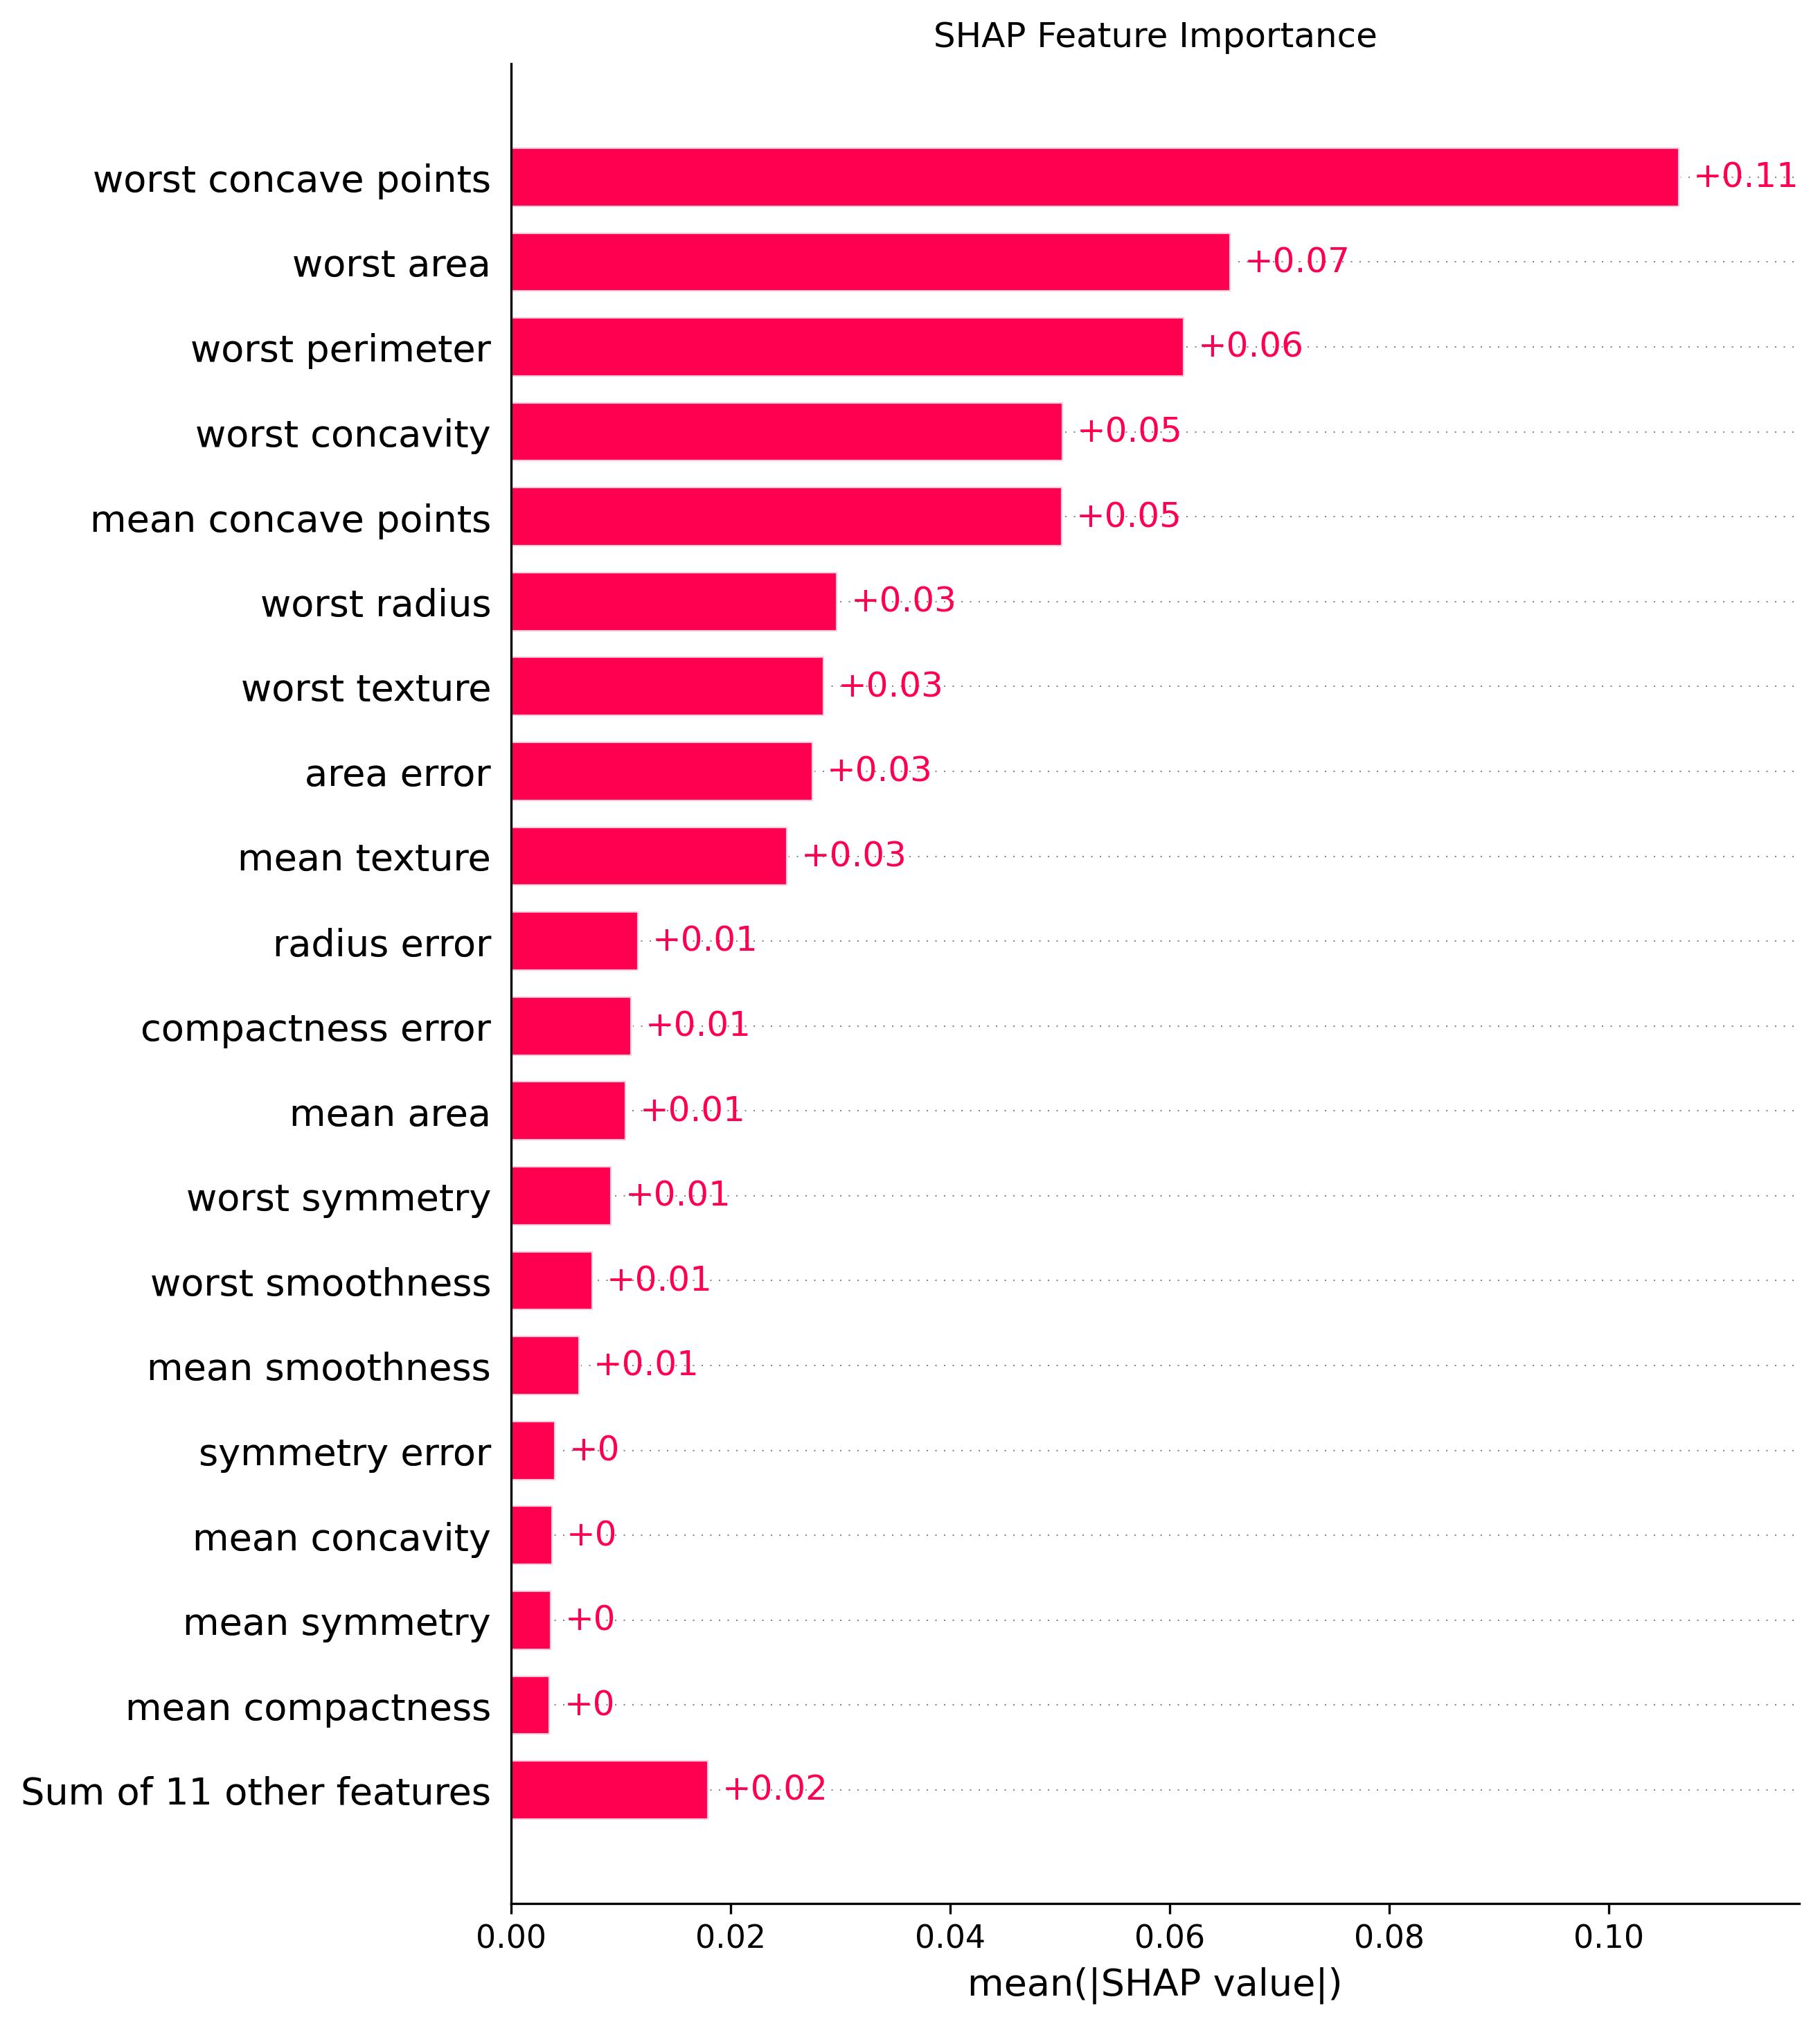 SHAP Feature Importance
worst concave points +0.11
worst area +0.07
worst perimeter +0.06
worst concavity +0.05
mean concave points +0.05
worst radius +0.03
worst texture +0.03
area error +0.03
mean texture +0.03
radius error +0.01
compactness error +0.01
mean area +0.01
worst symmetry +0.01
worst smoothness +0.01
mean smoothness +0.01
symmetry error +0
mean concavity +0
mean symmetry +0
mean compactness +0
Sum of 11 other features +0.02
0.00 0.02 0.04 0.06 0.08 0.10
mean(|SHAP value|)